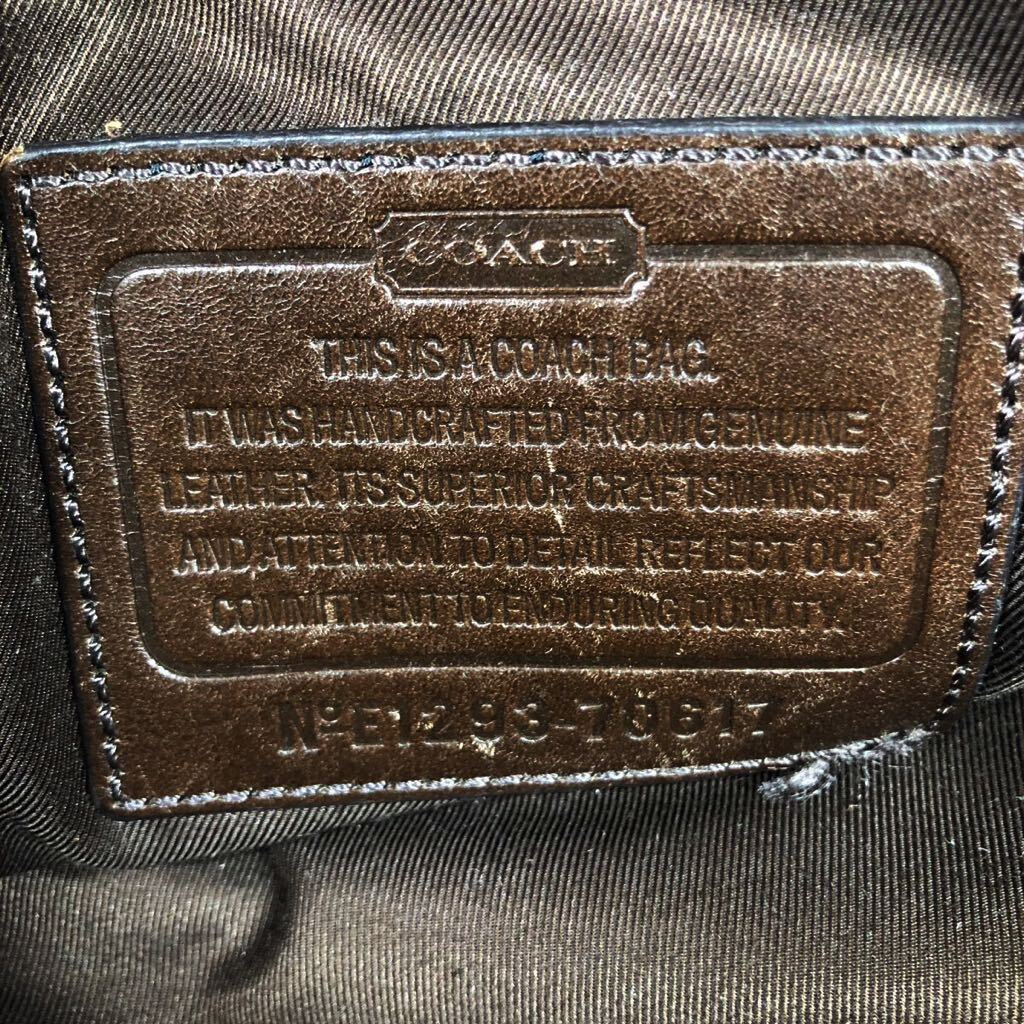 COACH
THIS IS A COACH BAG.
IT WAS HANDCRAFTED FROM GENUINE
LEATHER. ITS SUPERIOR CRAFTSMANSHIP
AND ATTENTION TO DETAIL REFLECT OUR
COMMITMENT TO ENDURING QUALITY.
Nº E1293-70617